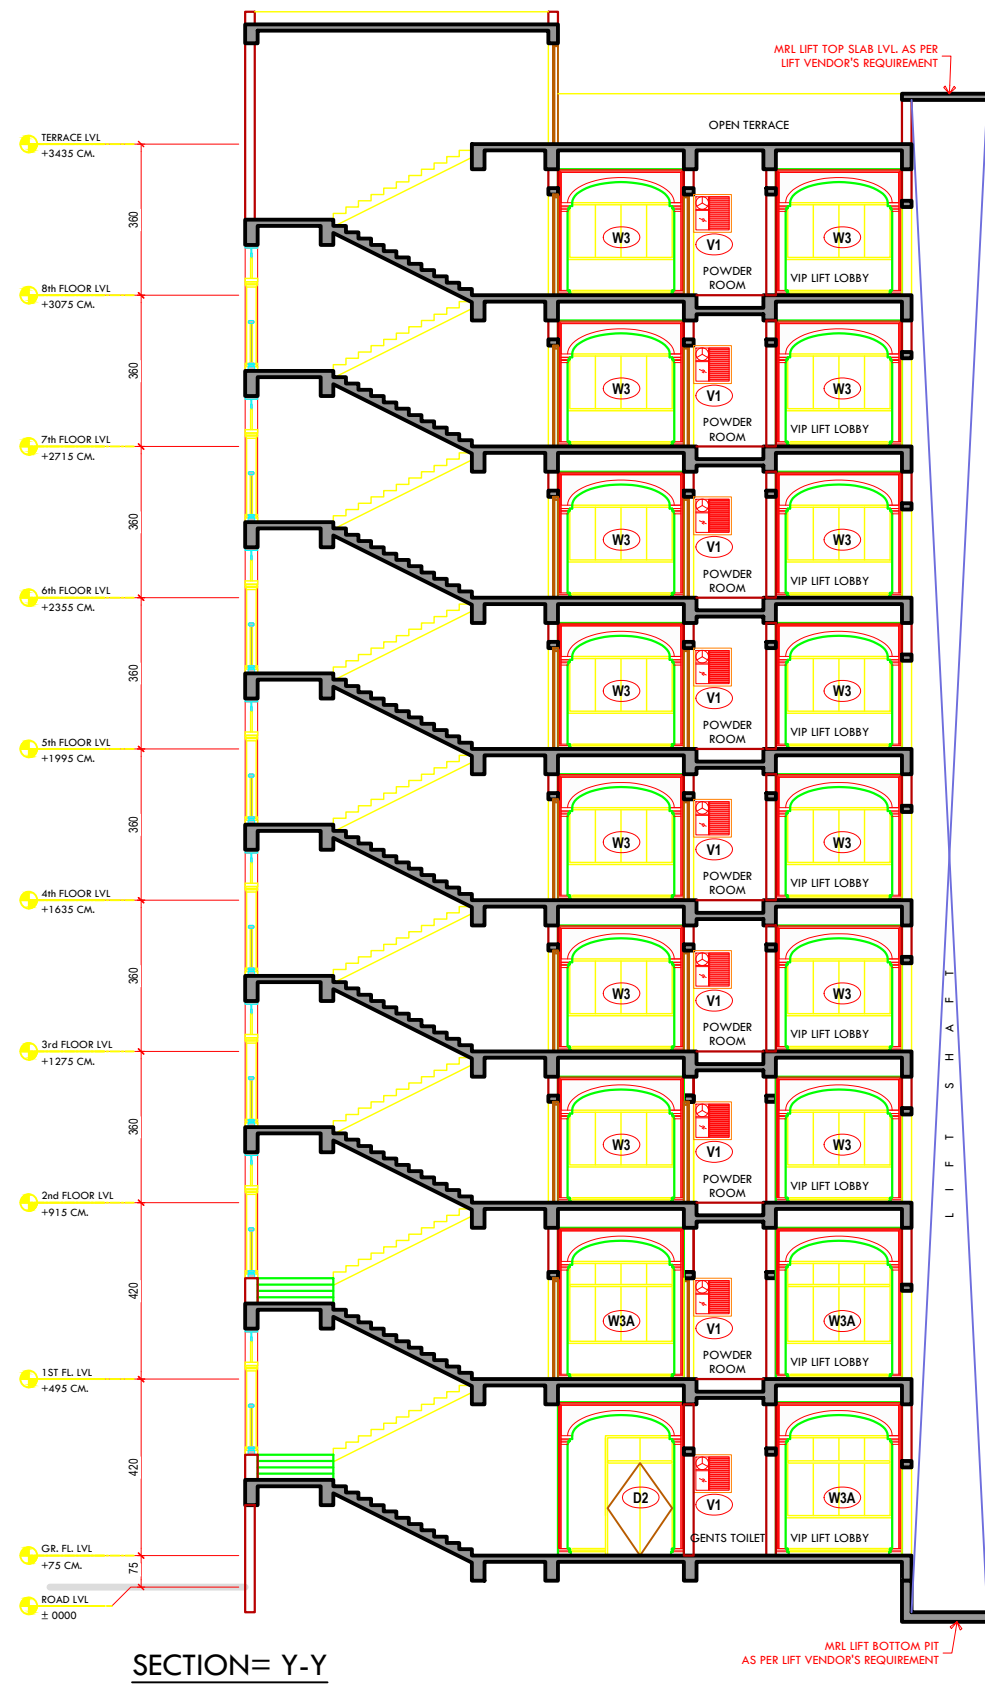 MRL LIFT TOP SLAB LVL. AS PER
LIFT VENDOR'S REQUIREMENT
OPEN TERRACE
TERRACE LVL
+3435 CM.
360
W3
V1
W3
POWDER
ROOM
VIP LIFT LOBBY
8th FLOOR LVL
+3075 CM.
360
W3
V1
W3
POWDER
ROOM
VIP LIFT LOBBY
7th FLOOR LVL
+2715 CM.
360
W3
V1
W3
POWDER
ROOM
VIP LIFT LOBBY
6th FLOOR LVL
+2355 CM.
360
W3
V1
W3
POWDER
ROOM
VIP LIFT LOBBY
5th FLOOR LVL
+1995 CM.
360
W3
V1
W3
POWDER
ROOM
VIP LIFT LOBBY
4th FLOOR LVL
+1635 CM.
360
W3
V1
W3
POWDER
ROOM
VIP LIFT LOBBY
3rd FLOOR LVL
+1275 CM.
360
W3
V1
W3
POWDER
ROOM
VIP LIFT LOBBY
LIFT SHAFT
2nd FLOOR LVL
+915 CM.
420
W3A
V1
W3A
POWDER
ROOM
VIP LIFT LOBBY
1ST FL. LVL
+495 CM.
420
D2
V1
W3A
GENTS TOILET
VIP LIFT LOBBY
GR. FL. LVL
+75 CM.
75
ROAD LVL
± 0000
MRL LIFT BOTTOM PIT
AS PER LIFT VENDOR'S REQUIREMENT
SECTION= Y-Y